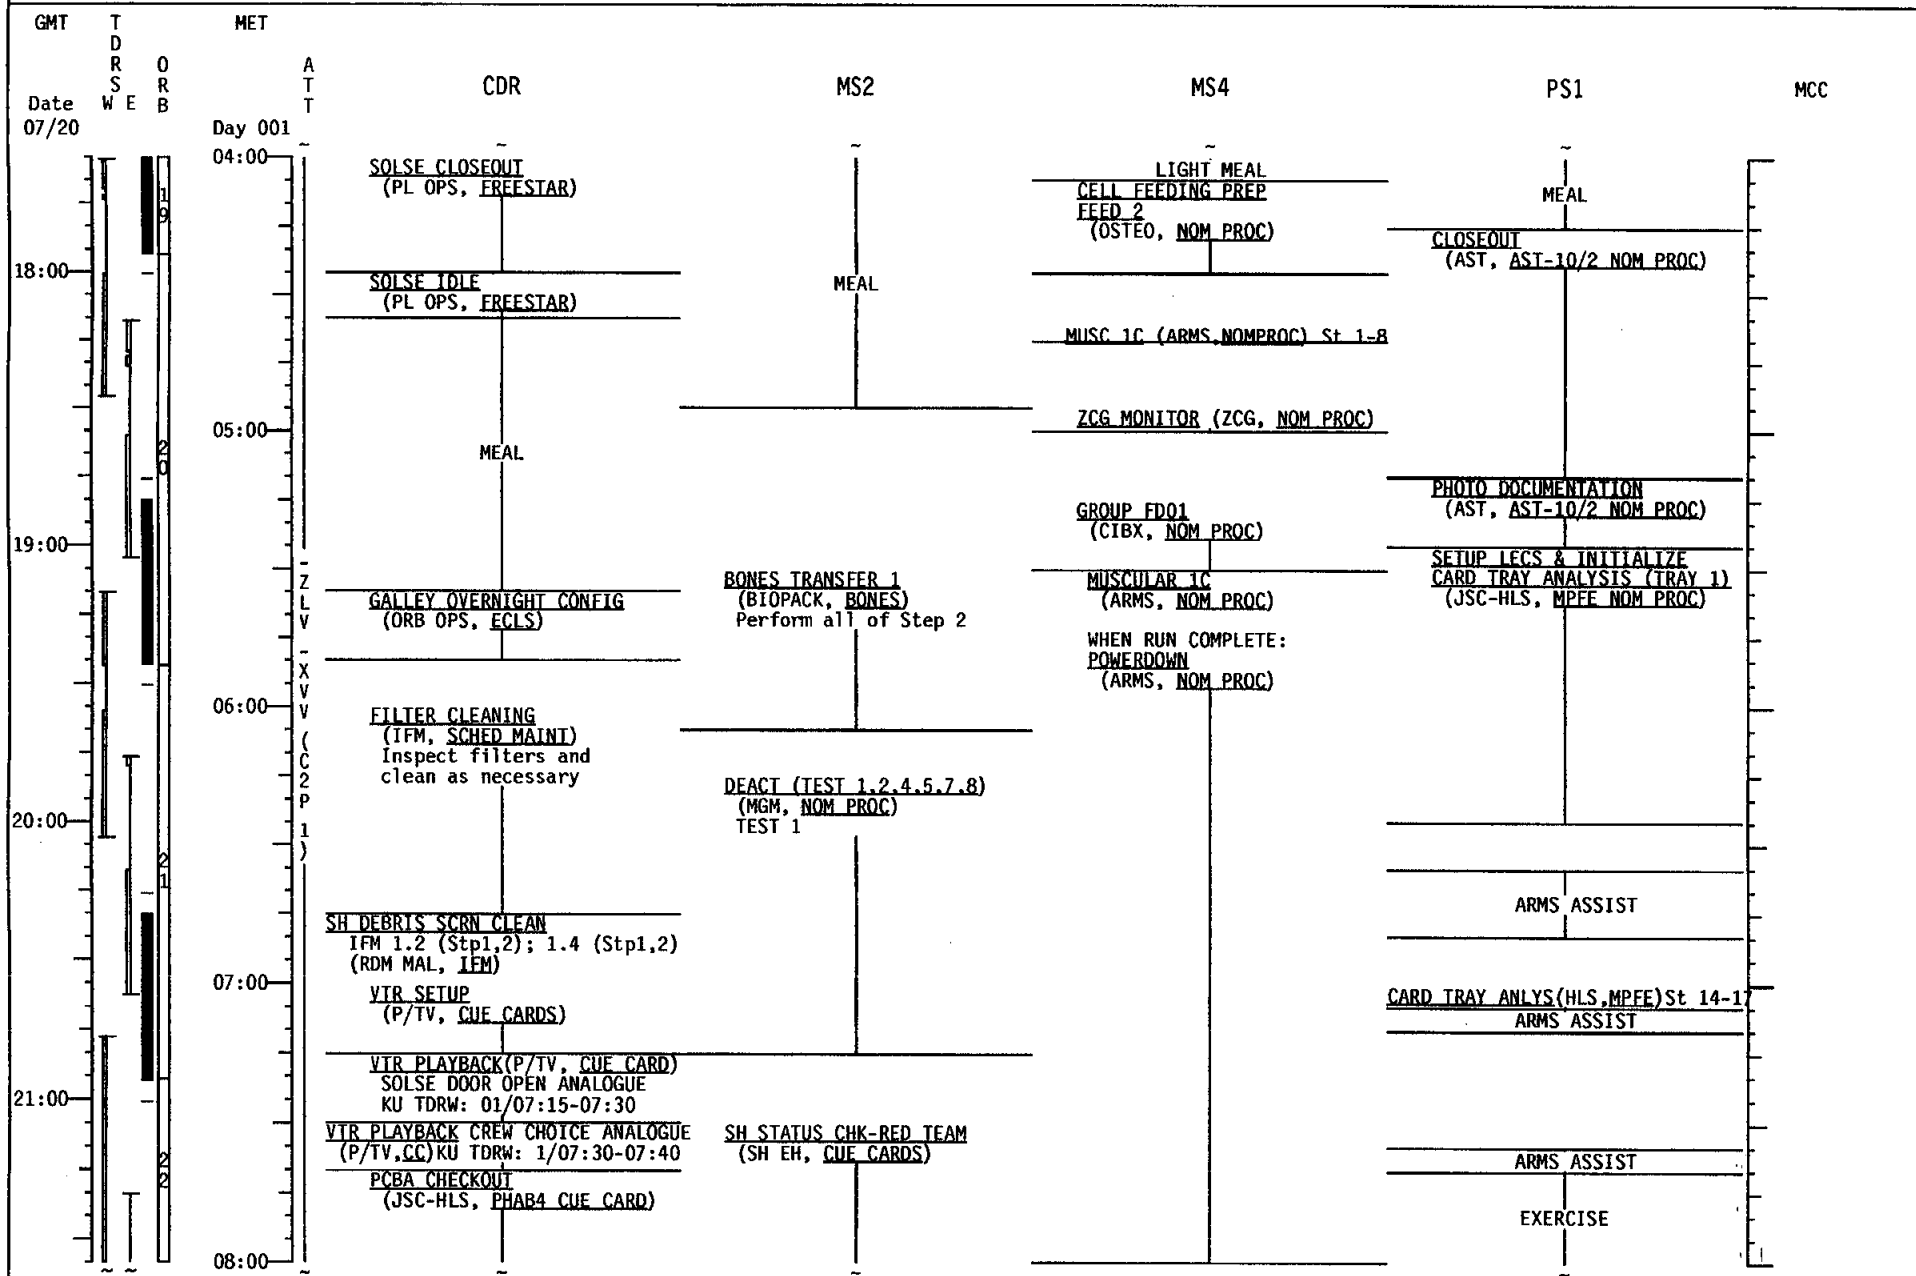 GMT
TDRS
W E
ORB
MET
ATT
CDR
MS2
MS4
PS1
MCC
Date
07/20
Day 001
04:00
18:00
05:00
19:00
06:00
20:00
07:00
21:00
08:00
19
20
21
22
-ZLV -XVV (C2P 1)
SOLSE CLOSEOUT
(PL OPS, FREESTAR)
SOLSE IDLE
(PL OPS, FREESTAR)
MEAL
GALLEY OVERNIGHT CONFIG
(ORB OPS, ECLS)
FILTER CLEANING
(IFM, SCHED MAINT)
Inspect filters and
clean as necessary
SH DEBRIS SCRN CLEAN
IFM 1.2 (Stp1,2); 1.4 (Stp1,2)
(RDM MAL, IFM)
VTR SETUP
(P/TV, CUE CARDS)
VTR PLAYBACK(P/TV, CUE CARD)
SOLSE DOOR OPEN ANALOGUE
KU TDRW: 01/07:15-07:30
VTR PLAYBACK CREW CHOICE ANALOGUE
(P/TV,CC)KU TDRW: 1/07:30-07:40
PCBA CHECKOUT
(JSC-HLS, PHAB4 CUE CARD)
MEAL
BONES TRANSFER 1
(BIOPACK, BONES)
Perform all of Step 2
DEACT (TEST 1,2,4,5,7,8)
(MGM, NOM PROC)
TEST 1
SH STATUS CHK-RED TEAM
(SH EH, CUE CARDS)
LIGHT MEAL
CELL FEEDING PREP
FEED 2
(OSTEO, NOM PROC)
MUSC 1C (ARMS,NOMPROC) St 1-8
ZCG MONITOR (ZCG, NOM PROC)
GROUP FD01
(CIBX, NOM PROC)
MUSCULAR 1C
(ARMS, NOM PROC)
WHEN RUN COMPLETE:
POWERDOWN
(ARMS, NOM PROC)
MEAL
CLOSEOUT
(AST, AST-10/2 NOM PROC)
PHOTO DOCUMENTATION
(AST, AST-10/2 NOM PROC)
SETUP LECS & INITIALIZE
CARD TRAY ANALYSIS (TRAY 1)
(JSC-HLS, MPFE NOM PROC)
ARMS ASSIST
CARD TRAY ANLYS(HLS,MPFE)St 14-17
ARMS ASSIST
ARMS ASSIST
EXERCISE